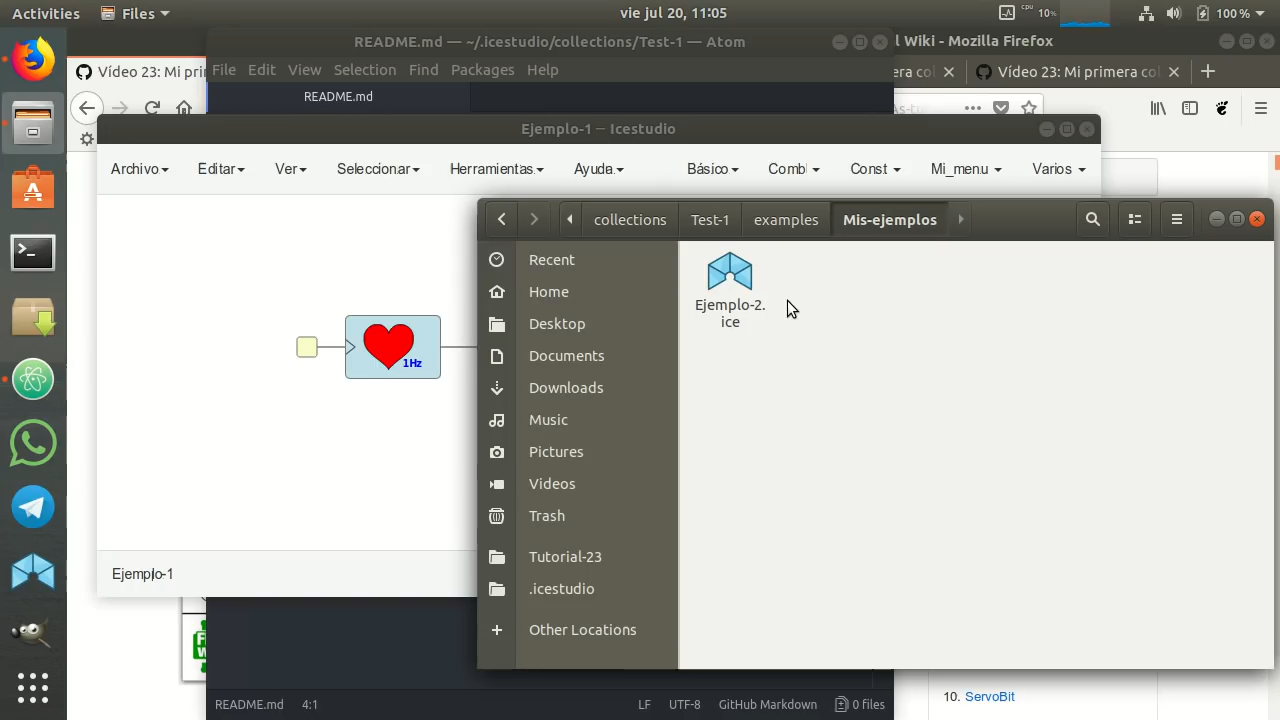 Activities
Files
vie jul 20, 11:05
cpu
10%
100 %
README.md — ~/.icestudio/collections/Test-1 — Atom
l Wiki - Mozilla Firefox
Vídeo 23: Mi pri
era col
Vídeo 23: Mi primera col
File Edit View Selection Find Packages Help
README.md
Ejemplo-1 – Icestudio
Archivo Editar Ver Seleccionar Herramientas Ayuda Básico Comb Const Mi_menu Varios
collections Test-1 examples Mis-ejemplos
Recent
Home
Desktop
Documents
Downloads
Music
Pictures
Videos
Trash
Tutorial-23
.icestudio
Other Locations
Ejemplo-2.
ice
1Hz
Ejemplo-1
README.md 4:1 LF UTF-8 GitHub Markdown 0 files
10. ServoBit